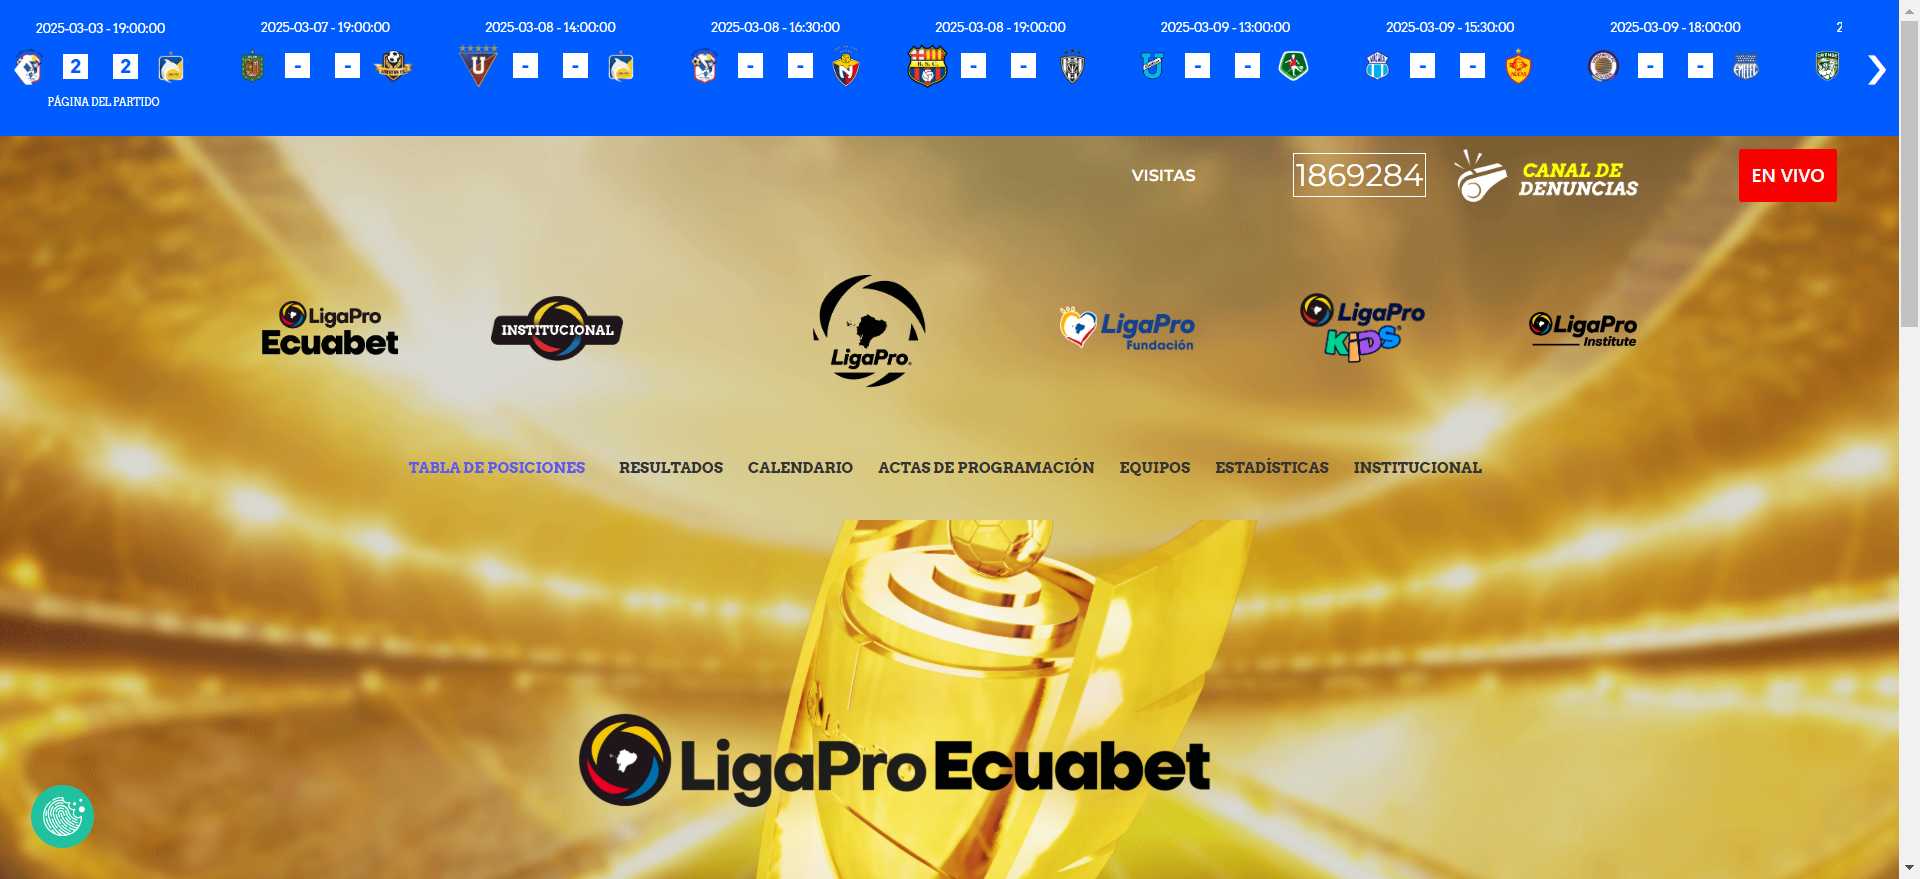 2025-03-03 - 19:00:00
2 2
PÁGINA DEL PARTIDO
2025-03-07 - 19:00:00
- -
2025-03-08 - 14:00:00
U
- -
2025-03-08 - 16:30:00
- -
N
2025-03-08 - 19:00:00
B.S.C.
- -
2025-03-09 - 13:00:00
U
- -
2025-03-09 - 15:30:00
- -
2025-03-09 - 18:00:00
- -
EMELEC
2
VISITAS
1869284
CANAL DE
DENUNCIAS
EN VIVO
LigaPro
Ecuabet
INSTITUCIONAL
LigaPro®
LigaPro
Fundación
LigaPro
KiDS®
LigaPro
Institute
TABLA DE POSICIONES RESULTADOS CALENDARIO ACTAS DE PROGRAMACIÓN EQUIPOS ESTADÍSTICAS INSTITUCIONAL
LigaPro Ecuabet